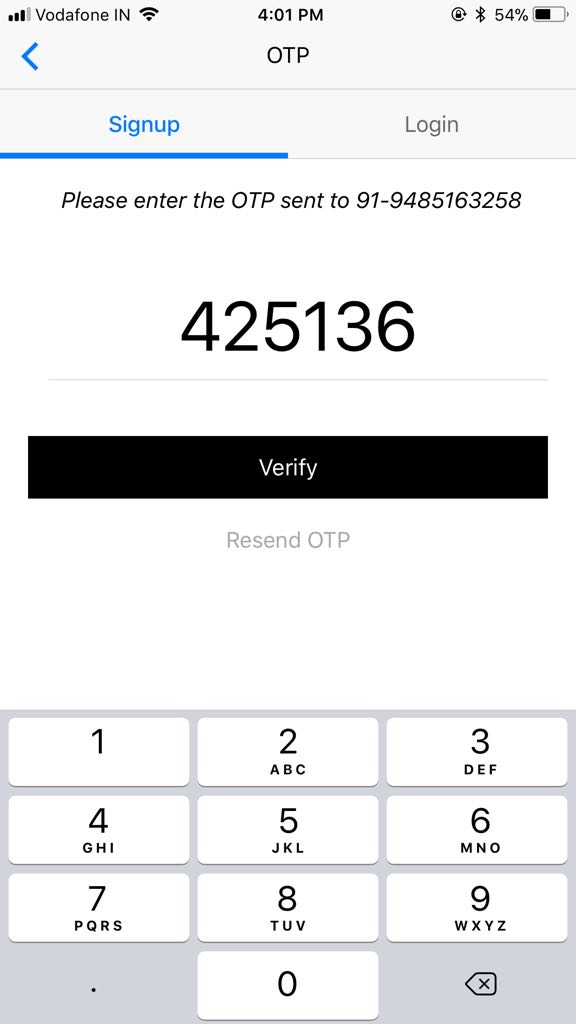 Vodafone IN 4:01 PM 54%
OTP
Signup Login
Please enter the OTP sent to 91-9485163258
425136
Verify
Resend OTP
1 2 3
ABC DEF
4 5 6
GHI JKL MNO
7 8 9
PQRS TUV WXYZ
. 0